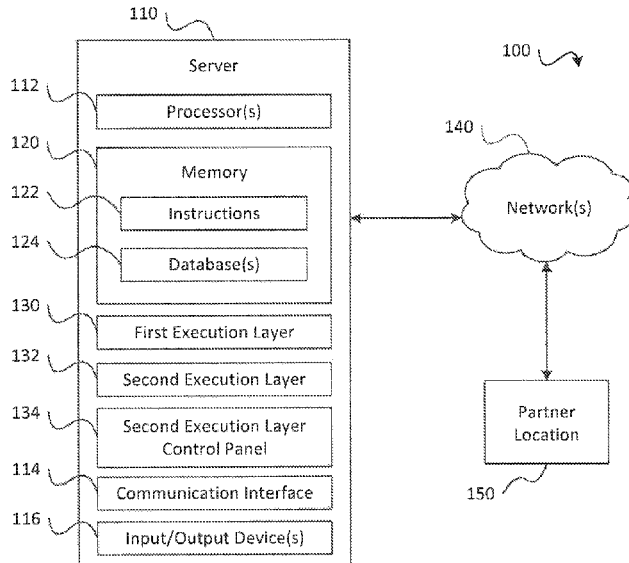 110
100
Server
112
Processor(s)
120
Memory
122
Instructions
124
Database(s)
140
Network(s)
130
First Execution Layer
132
Second Execution Layer
134
Second Execution Layer
Control Panel
114
Communication Interface
116
Input/Output Device(s)
Partner
Location
150